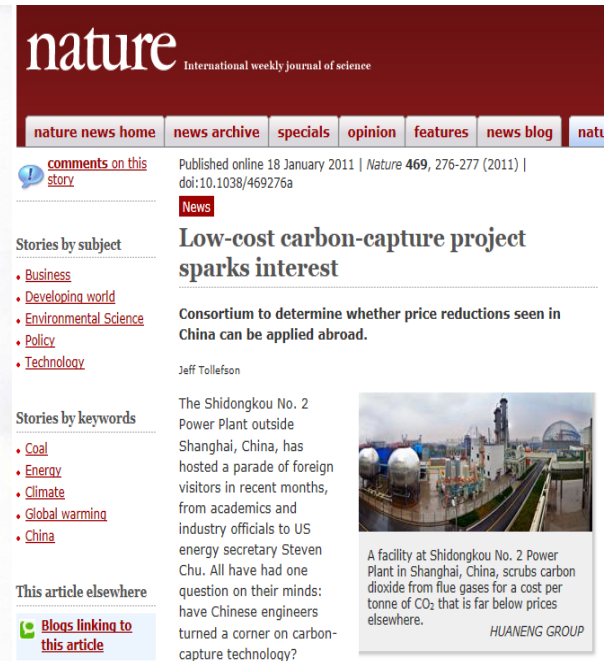 nature International weekly journal of science
nature news home news archive specials opinion features news blog
comments on this
story
Stories by subject
Business
Developing world
Environmental Science
Policy
Technology
Stories by keywords
Coal
Energy
Climate
Global warming
China
This article elsewhere
Blogs linking to
this article
Published online 18 January 2011 | Nature 469, 276-277 (2011) |
doi:10.1038/469276a
News
Low-cost carbon-capture project
sparks interest
Consortium to determine whether price reductions seen in
China can be applied abroad.
Jeff Tollefson
The Shidongkou No. 2
Power Plant outside
Shanghai, China, has
hosted a parade of foreign
visitors in recent months,
from academics and
industry officials to US
energy secretary Steven
Chu. All have had one
question on their minds:
have Chinese engineers
turned a corner on carbon-
capture technology?
A facility at Shidongkou No. 2 Power
Plant in Shanghai, China, scrubs carbon
dioxide from flue gases for a cost per
tonne of CO₂ that is far below prices
elsewhere.
HUANENG GROUP